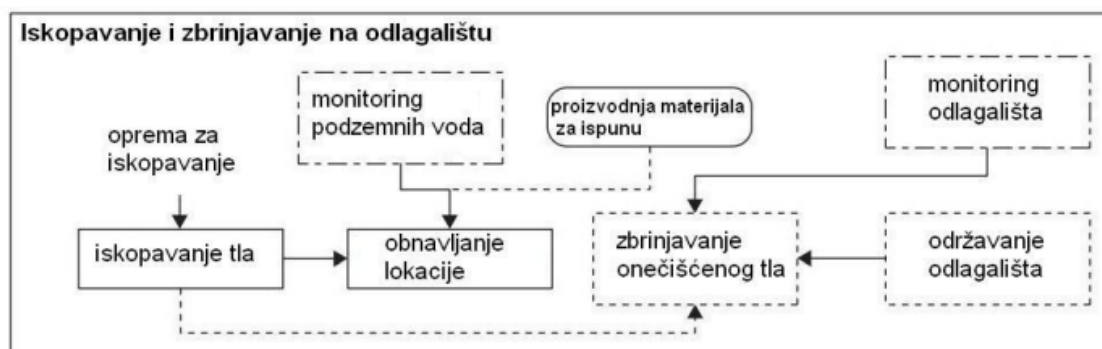 Iskopavanje i zbrinjavanje na odlagalištu
monitoring
podzemnih voda
proizvodnja materijala
za ispunu
monitoring
odlagališta
oprema za
iskopavanje
iskopavanje tla
obnavljanje
lokacije
zbrinjavanje
onečišćenog tla
održavanje
odlagališta